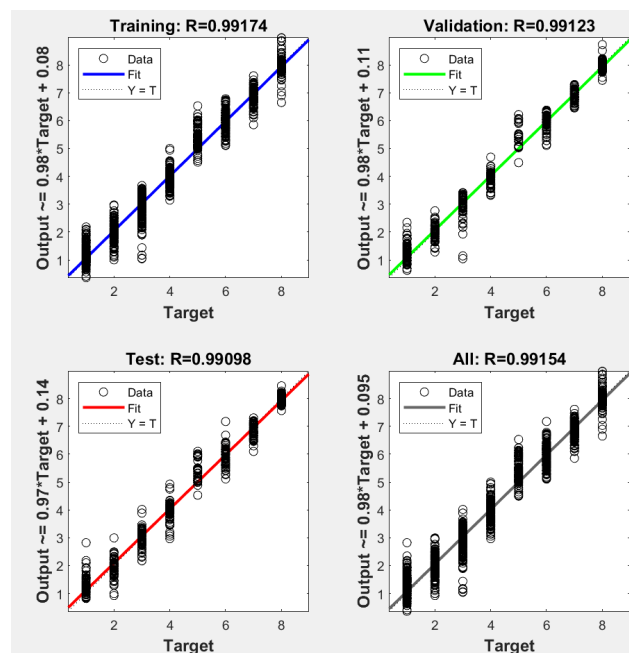 Training: R=0.99174
Data
Fit
Y = T
Output ~= 0.98*Target + 0.08
8
7
6
5
4
3
2
1
2 4 6 8
Target
Validation: R=0.99123
Data
Fit
Y = T
Output ~= 0.98*Target + 0.11
8
7
6
5
4
3
2
1
2 4 6 8
Target
Test: R=0.99098
Data
Fit
Y = T
Output ~= 0.97*Target + 0.14
8
7
6
5
4
3
2
1
2 4 6 8
Target
All: R=0.99154
Data
Fit
Y = T
Output ~= 0.98*Target + 0.095
8
7
6
5
4
3
2
1
2 4 6 8
Target